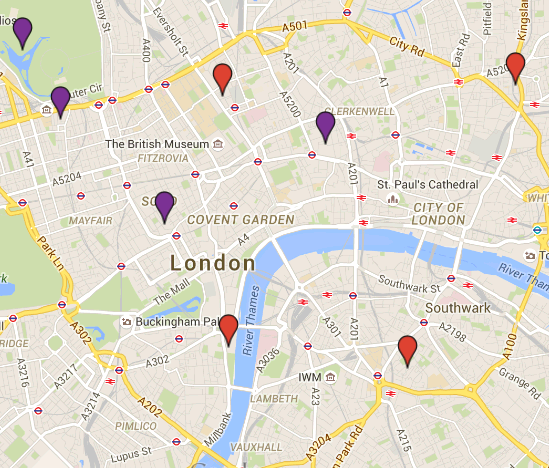 A501
City Rd
Eversholt St
A400
A201
East Rd
Pitfield
Kingsland
A41
A5200
A1
CLERKENWELL
The British Museum
FITZROVIA
A5204
A201
St. Paul's Cathedral
MAYFAIR
COVENT GARDEN
CITY OF
LONDON
Park Ln
A4
London
The Mall
River Thames
Southwark St
River Thames
Southwark
Buckingham Pal
A302
A302
A3036
A301
A201
A2198
A100
A3217
A3217
A3214
A202
IWM
Grange Rd
LAMBETH
A23
PIMLICO
Millbank
A215
Lupus St
VAUXHALL
A3204